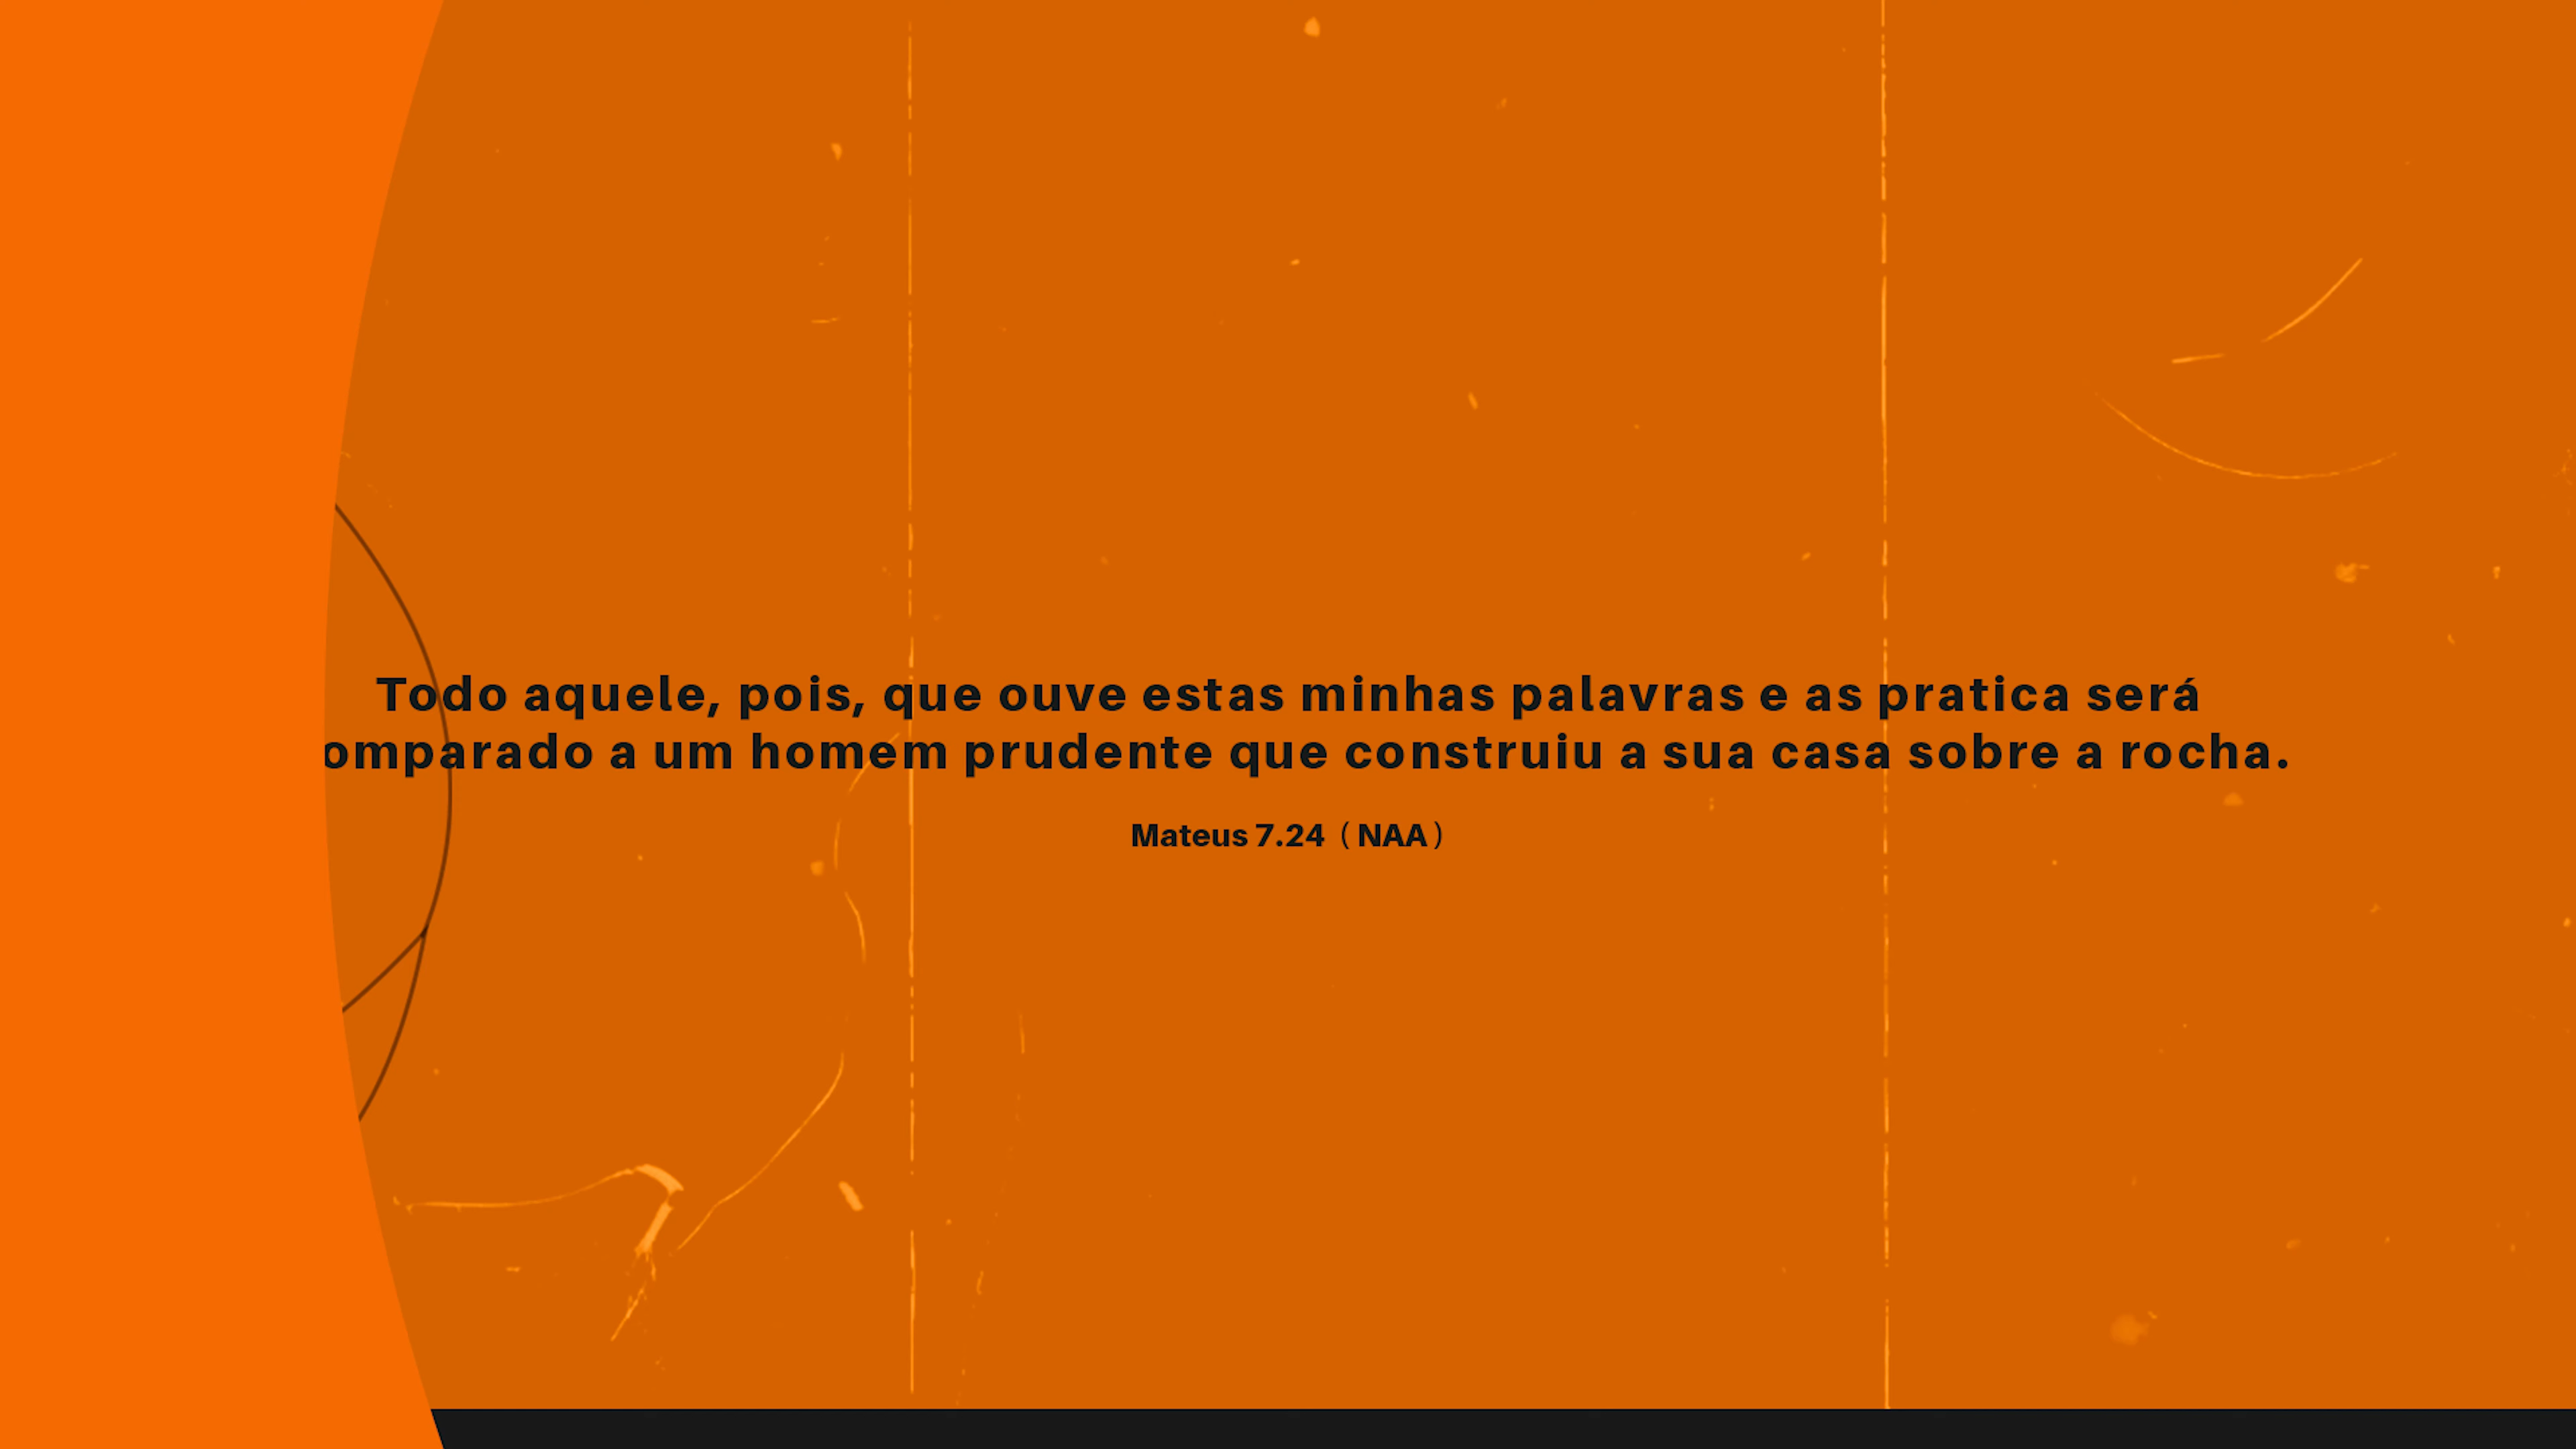 Todo aquele, pois, que ouve estas minhas palavras e as pratica será
omparado a um homem prudente que construiu a sua casa sobre a rocha.
Mateus 7.24 (NAA)